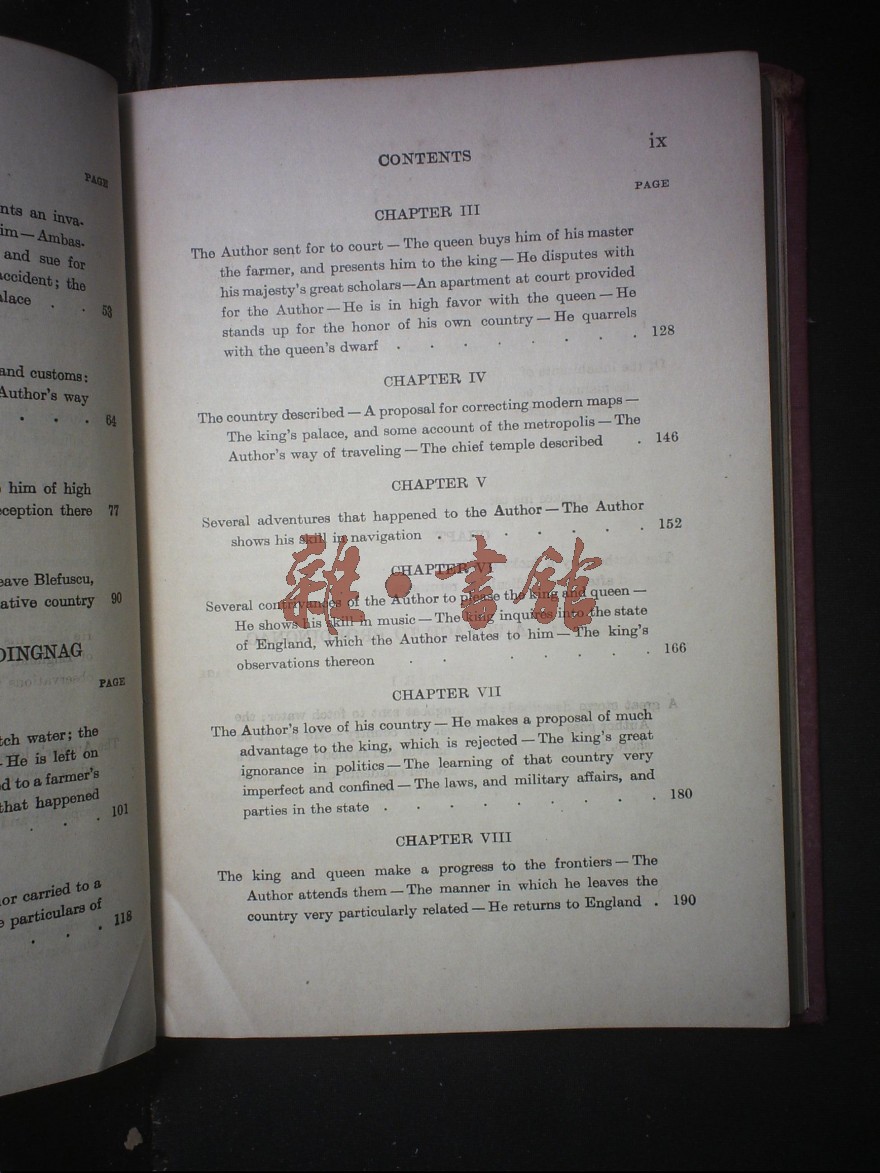 PAGE
nts an inva-
im — Ambas-
and sue for
accident; the
alace . . 53
and customs:
Author's way
. . . 64
him of high
ception there 77
eave Blefuscu,
ative country 90
DINGNAG
PAGE
tch water; the
- He is left on
d to a farmer's
that happened
. . . 101
or carried to a
e particulars of
. . . 118
CONTENTS ix
PAGE
CHAPTER III
The Author sent for to court — The queen buys him of his master
the farmer, and presents him to the king — He disputes with
his majesty's great scholars — An apartment at court provided
for the Author — He is in high favor with the queen — He
stands up for the honor of his own country — He quarrels
with the queen's dwarf . . . . . . . . 128
CHAPTER IV
The country described — A proposal for correcting modern maps —
The king's palace, and some account of the metropolis — The
Author's way of traveling — The chief temple described . 146
CHAPTER V
Several adventures that happened to the Author — The Author
shows his skill in navigation . . . . . . . 152
雜·書館
CHAPTER VI
Several contrivances of the Author to please the king and queen —
He shows his skill in music — The king inquires into the state
of England, which the Author relates to him — The king's
observations thereon . . . . . . . 166
CHAPTER VII
The Author's love of his country — He makes a proposal of much
advantage to the king, which is rejected — The king's great
ignorance in politics — The learning of that country very
imperfect and confined — The laws, and military affairs, and
parties in the state . . . . . . . . . 180
CHAPTER VIII
The king and queen make a progress to the frontiers — The
Author attends them — The manner in which he leaves the
country very particularly related — He returns to England . 190